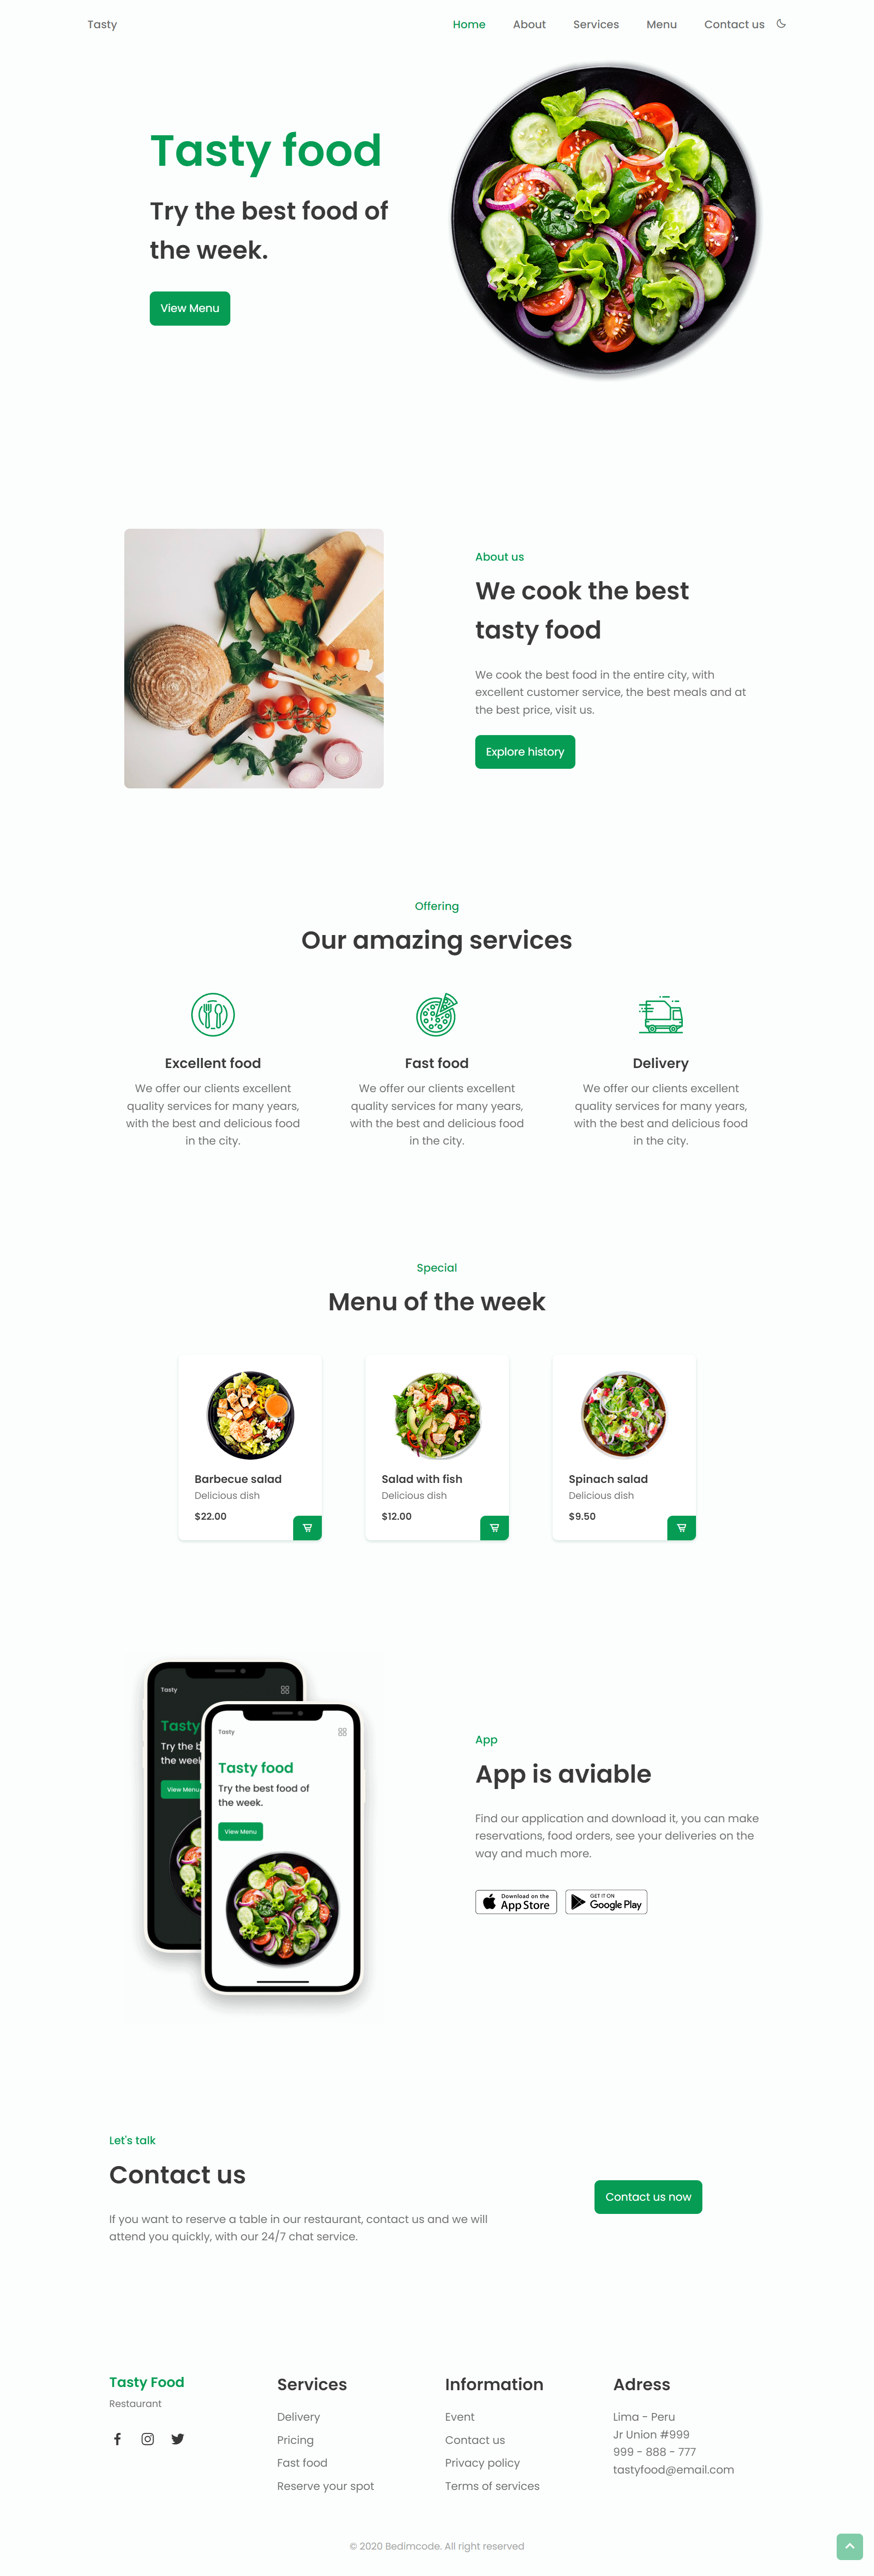 Tasty
Home About Services Menu Contact us
Tasty food
Try the best food of
the week.
View Menu
About us
We cook the best
tasty food
We cook the best food in the entire city, with
excellent customer service, the best meals and at
the best price, visit us.
Explore history
Offering
Our amazing services
Excellent food
We offer our clients excellent
quality services for many years,
with the best and delicious food
in the city.
Fast food
We offer our clients excellent
quality services for many years,
with the best and delicious food
in the city.
Delivery
We offer our clients excellent
quality services for many years,
with the best and delicious food
in the city.
Special
Menu of the week
Barbecue salad
Delicious dish
$22.00
Salad with fish
Delicious dish
$12.00
Spinach salad
Delicious dish
$9.50
Tasty
Tasty
Try the b
the week
View Menu
Tasty
Tasty food
Try the best food of
the week.
View Menu
App
App is aviable
Find our application and download it, you can make
reservations, food orders, see your deliveries on the
way and much more.
Download on the
App Store
GET IT ON
Google Play
Let's talk
Contact us
If you want to reserve a table in our restaurant, contact us and we will
attend you quickly, with our 24/7 chat service.
Contact us now
Tasty Food
Restaurant
Services
Delivery
Pricing
Fast food
Reserve your spot
Information
Event
Contact us
Privacy policy
Terms of services
Adress
Lima - Peru
Jr Union #999
999 - 888 - 777
tastyfood@email.com
© 2020 Bedimcode. All right reserved